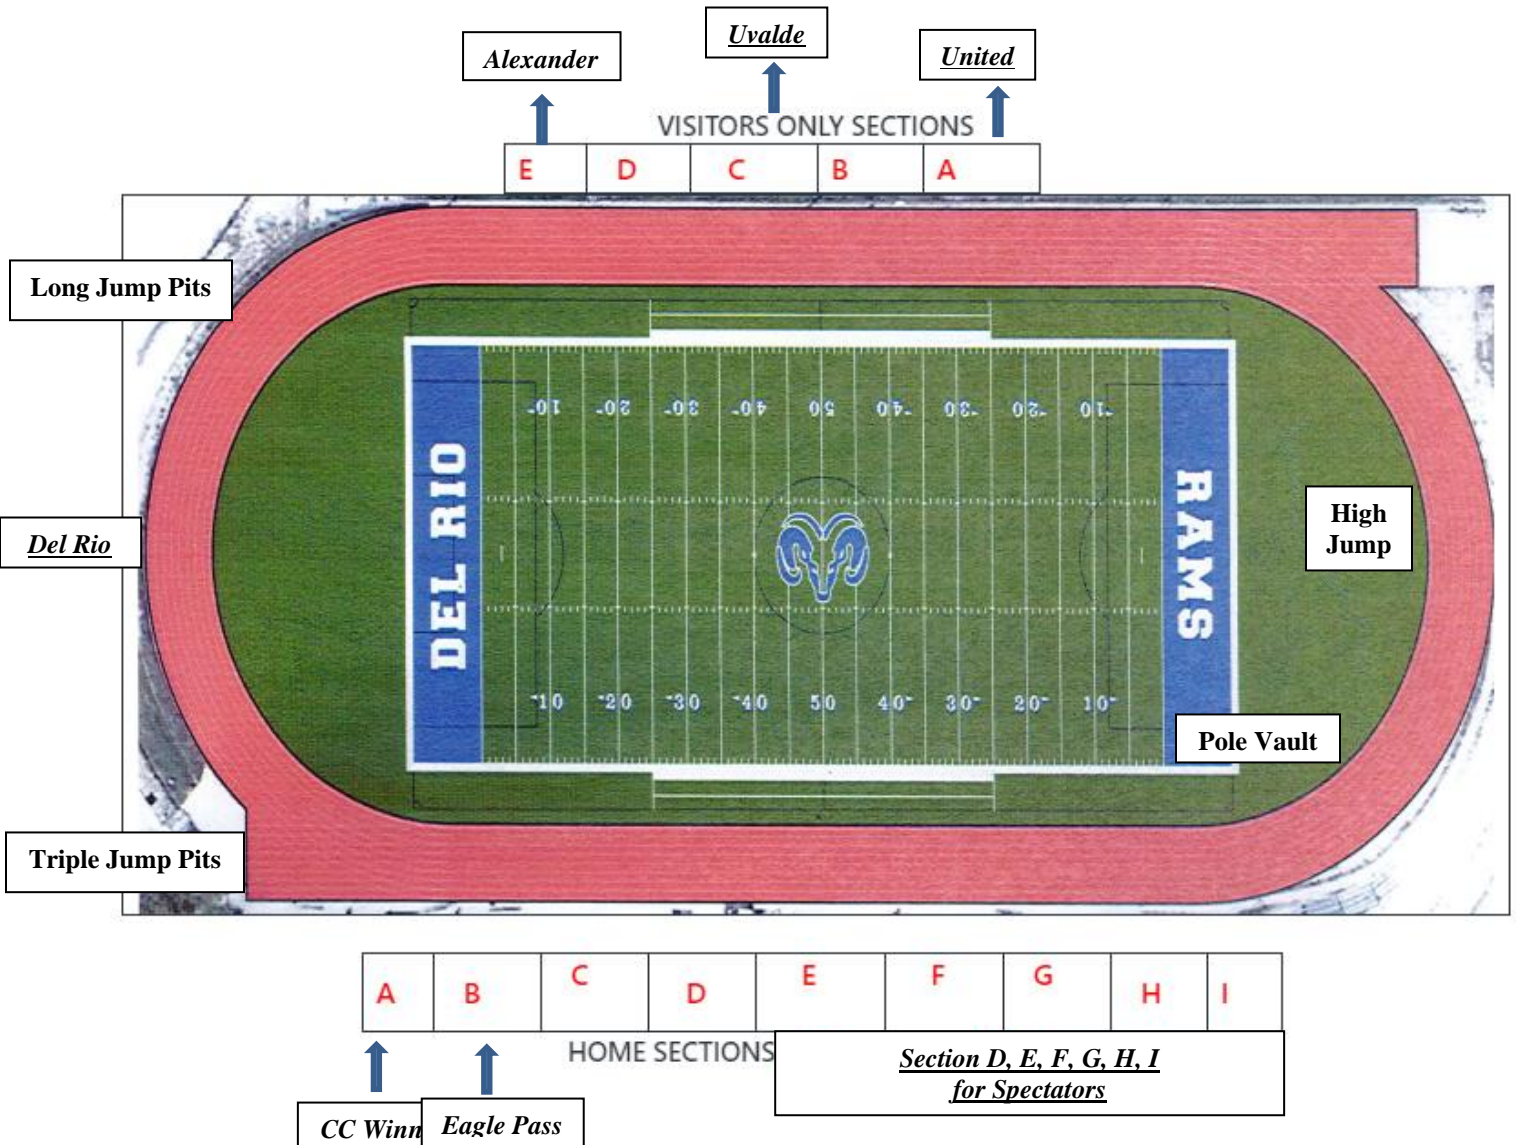 Uvalde
United
Alexander
VISITORS ONLY SECTIONS
E D C B A
Long Jump Pits
10 20 30 40 50 40 30 20 10
DEL RIO
RAMS
High
Jump
Del Rio
10 20 30 40 50 40 30 20 10
Pole Vault
Triple Jump Pits
A B C D E F G H I
HOME SECTIONS
Section D, E, F, G, H, I
for Spectators
CC Winn
Eagle Pass